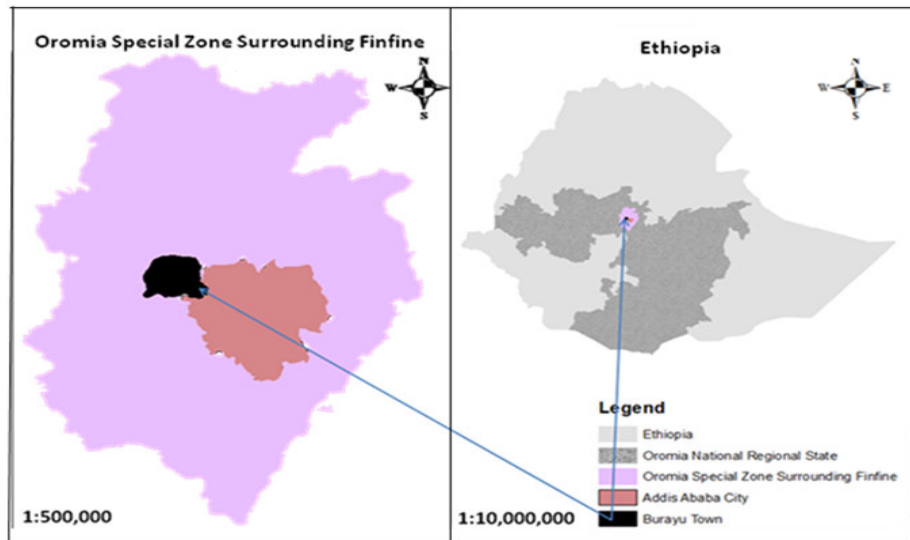 Oromia Special Zone Surrounding Finfine
N
W
S
1:500,000
Ethiopia
N
W E
S
Legend
Ethiopia
Oromia National Regional State
Oromia Special Zone Surrounding Finfine
Addis Ababa City
Burayu Town
1:10,000,000